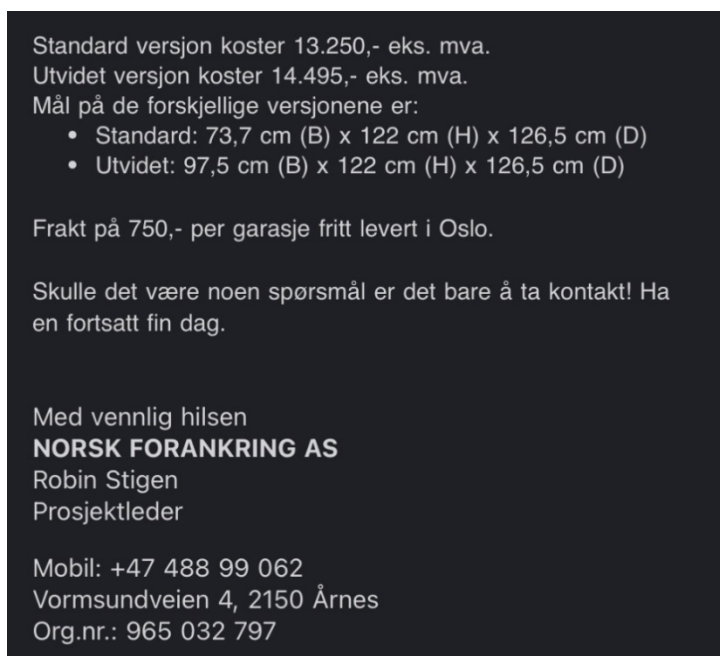 Standard versjon koster 13.250,- eks. mva.
Utvidet versjon koster 14.495,- eks. mva.
Mål på de forskjellige versjonene er:
• Standard: 73,7 cm (B) x 122 cm (H) x 126,5 cm (D)
• Utvidet: 97,5 cm (B) x 122 cm (H) x 126,5 cm (D)
Frakt på 750,- per garasje fritt levert i Oslo.
Skulle det være noen spørsmål er det bare å ta kontakt! Ha
en fortsatt fin dag.
Med vennlig hilsen
NORSK FORANKRING AS
Robin Stigen
Prosjektleder
Mobil: +47 488 99 062
Vormsundveien 4, 2150 Årnes
Org.nr.: 965 032 797